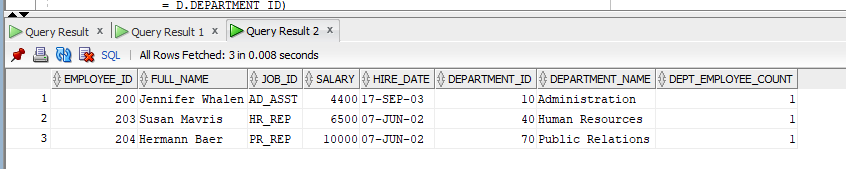 = D.DEPARTMENT_ID)
Query Result x Query Result 1 x Query Result 2 x
SQL | All Rows Fetched: 3 in 0.008 seconds
EMPLOYEE_ID FULL_NAME JOB_ID SALARY HIRE_DATE DEPARTMENT_ID DEPARTMENT_NAME DEPT_EMPLOYEE_COUNT
1 200 Jennifer Whalen AD_ASST 4400 17-SEP-03 10 Administration 1
2 203 Susan Mavris HR_REP 6500 07-JUN-02 40 Human Resources 1
3 204 Hermann Baer PR_REP 10000 07-JUN-02 70 Public Relations 1